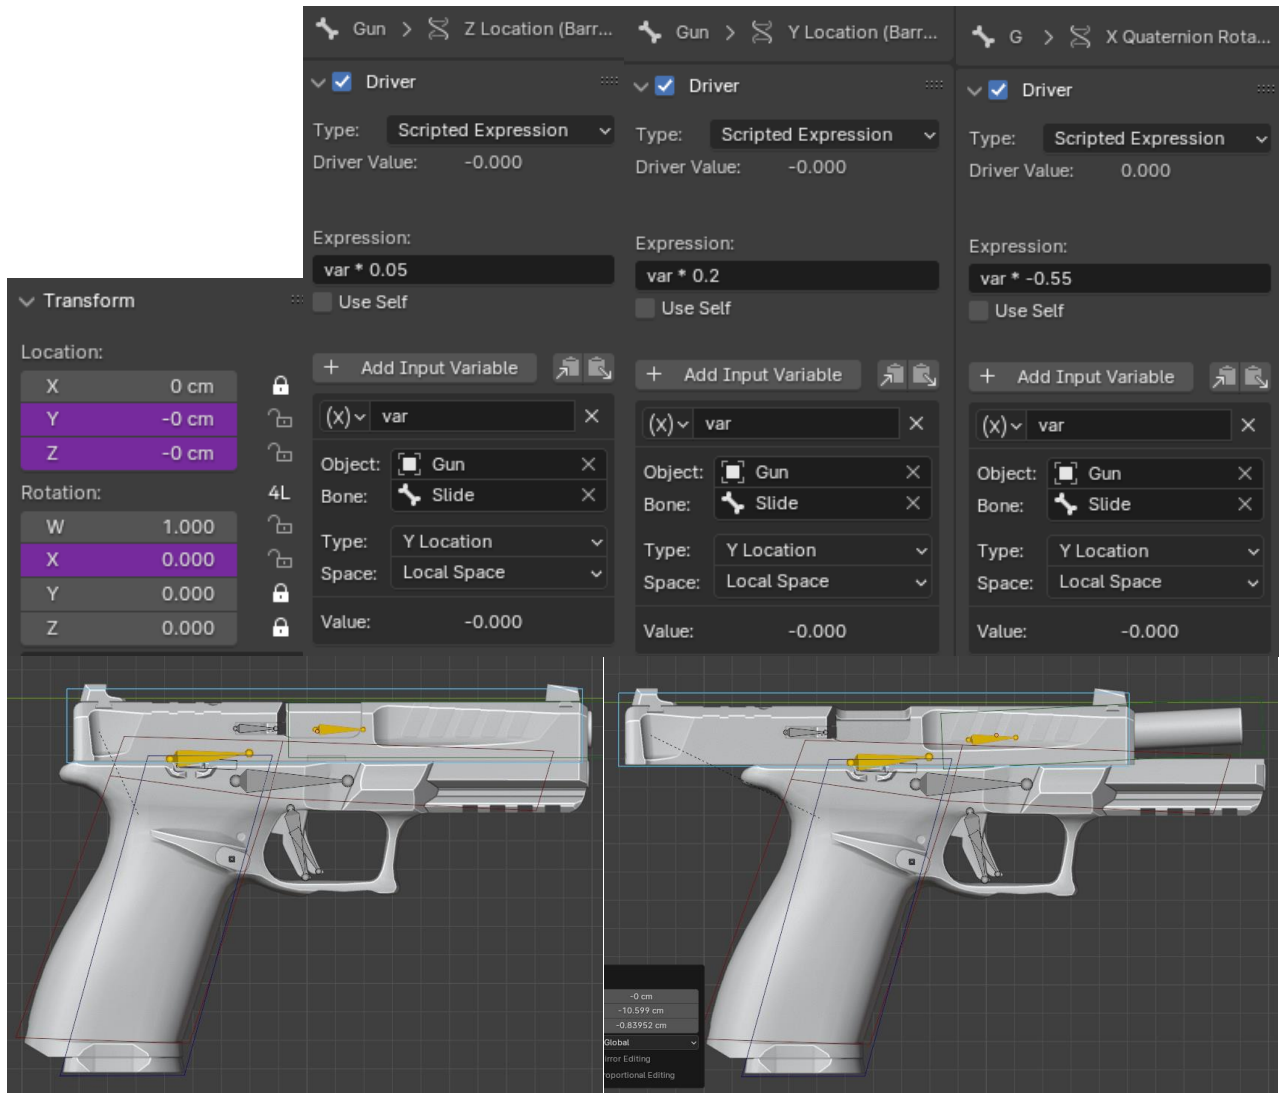 Gun > Z Location (Barr...
Driver
Type: Scripted Expression
Driver Value: -0.000
Expression:
var * 0.05
Use Self
+ Add Input Variable
(x) var
Object: Gun
Bone: Slide
Type: Y Location
Space: Local Space
Value: -0.000
Gun > Y Location (Barr...
Driver
Type: Scripted Expression
Driver Value: -0.000
Expression:
var * 0.2
Use Self
+ Add Input Variable
(x) var
Object: Gun
Bone: Slide
Type: Y Location
Space: Local Space
Value: -0.000
G > X Quaternion Rota...
Driver
Type: Scripted Expression
Driver Value: 0.000
Expression:
var * -0.55
Use Self
+ Add Input Variable
(x) var
Object: Gun
Bone: Slide
Type: Y Location
Space: Local Space
Value: -0.000
Transform
Location:
X 0 cm
Y -0 cm
Z -0 cm
Rotation: 4L
W 1.000
X 0.000
Y 0.000
Z 0.000
-0 cm
-10.599 cm
-0.83952 cm
Global
irror Editing
roportional Editing